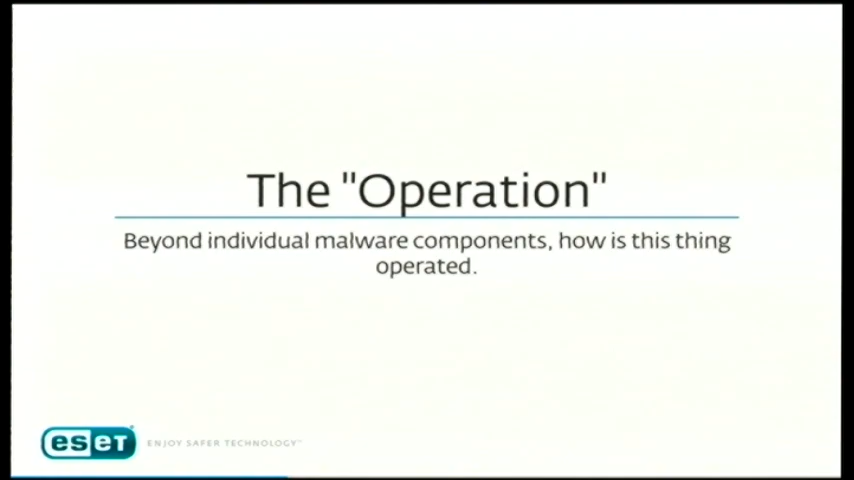 The "Operation"
Beyond individual malware components, how is this thing
operated.
eset ENJOY SAFER TECHNOLOGY™